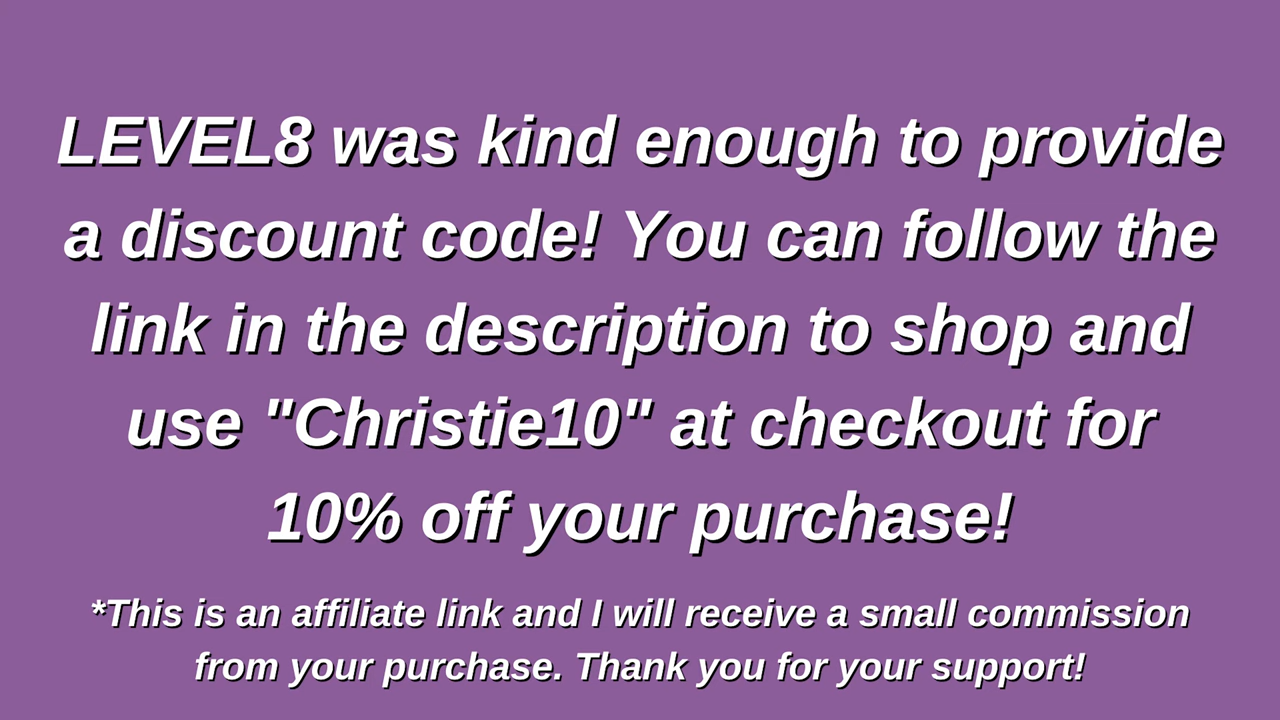 LEVEL8 was kind enough to provide
a discount code! You can follow the
link in the description to shop and
use "Christie10" at checkout for
10% off your purchase!
*This is an affiliate link and I will receive a small commission
from your purchase. Thank you for your support!